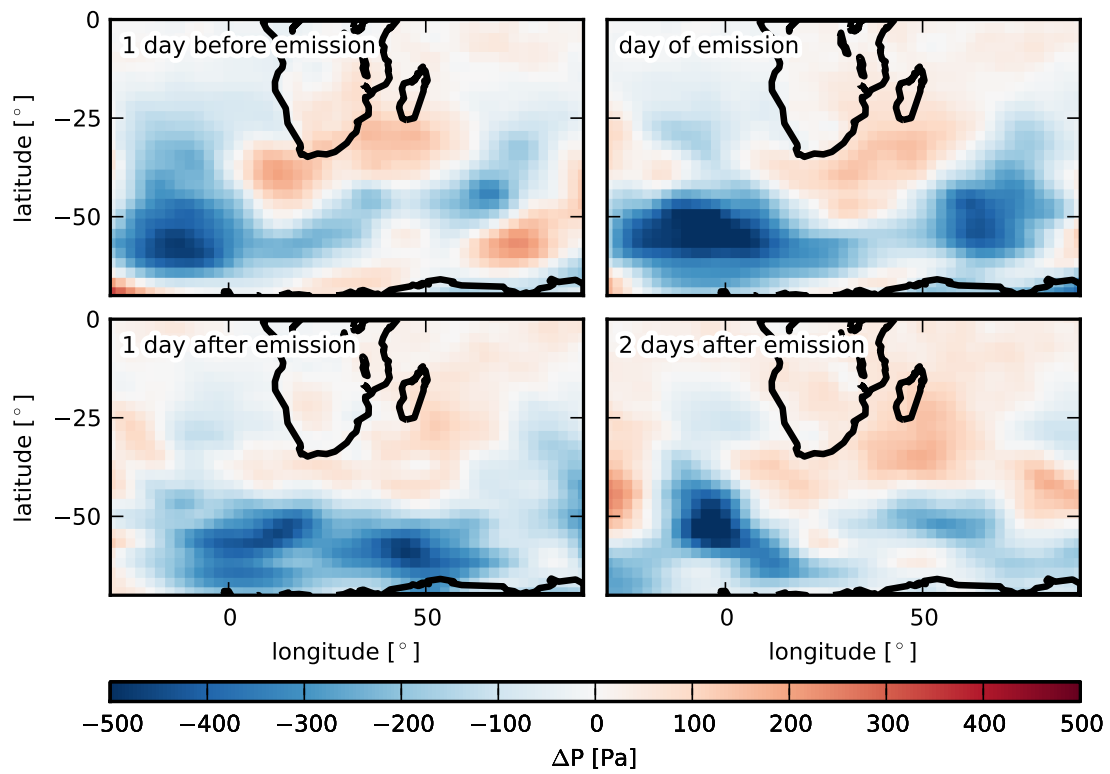 1 day before emission
day of emission
0
−25
−50
latitude [°]
1 day after emission
2 days after emission
0
−25
−50
latitude [°]
0 50 0 50
longitude [°] longitude [°]
−500 −400 −300 −200 −100 0 100 200 300 400 500
ΔP [Pa]